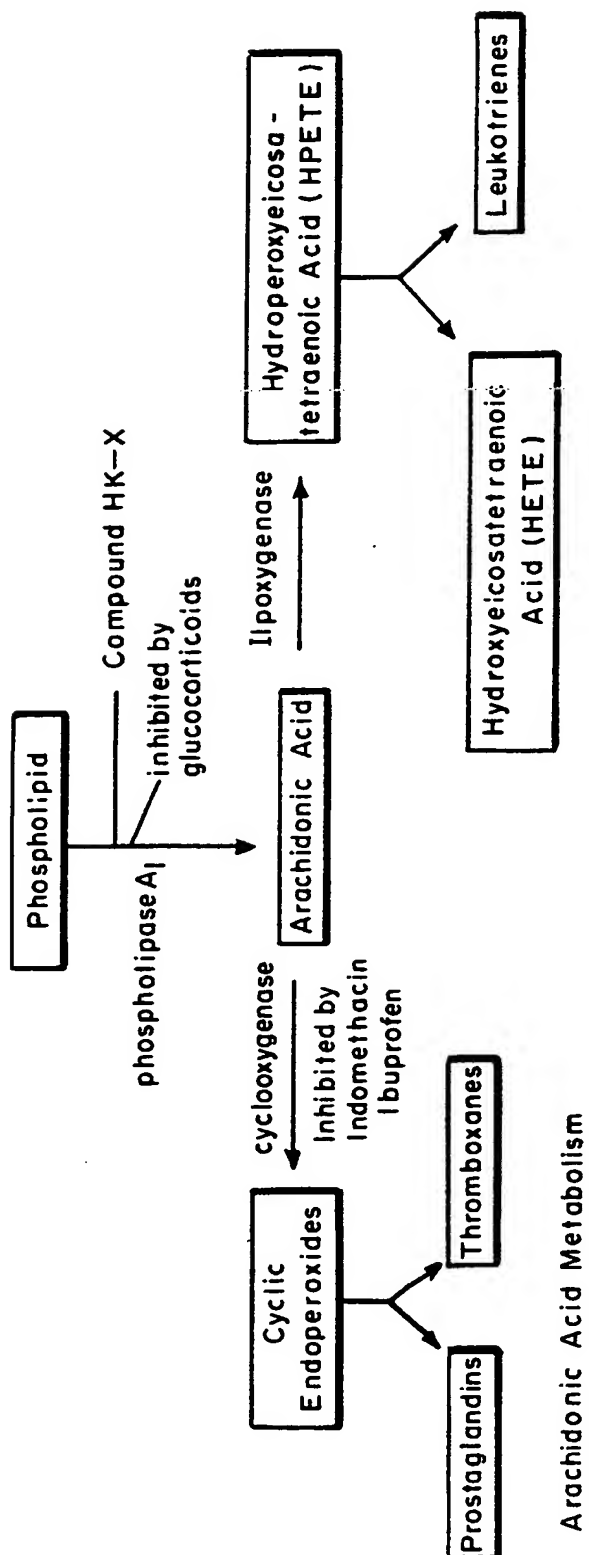 Phospholipid
Compound HK-X
inhibited by
glucocorticoids
phospholipase A1
Arachidonic Acid
cyclooxygenase
Inhibited by
Indomethacin
Ibuprofen
Ilpoxygenase
Cyclic
Endoperoxides
Hydroperoxyeicosa-
tetraenoic Acid (HPETE)
Prostaglandins
Thromboxanes
Hydroxyeicosatetraenoic
Acid (HETE)
Leukotrienes
Arachidonic Acid Metabolism